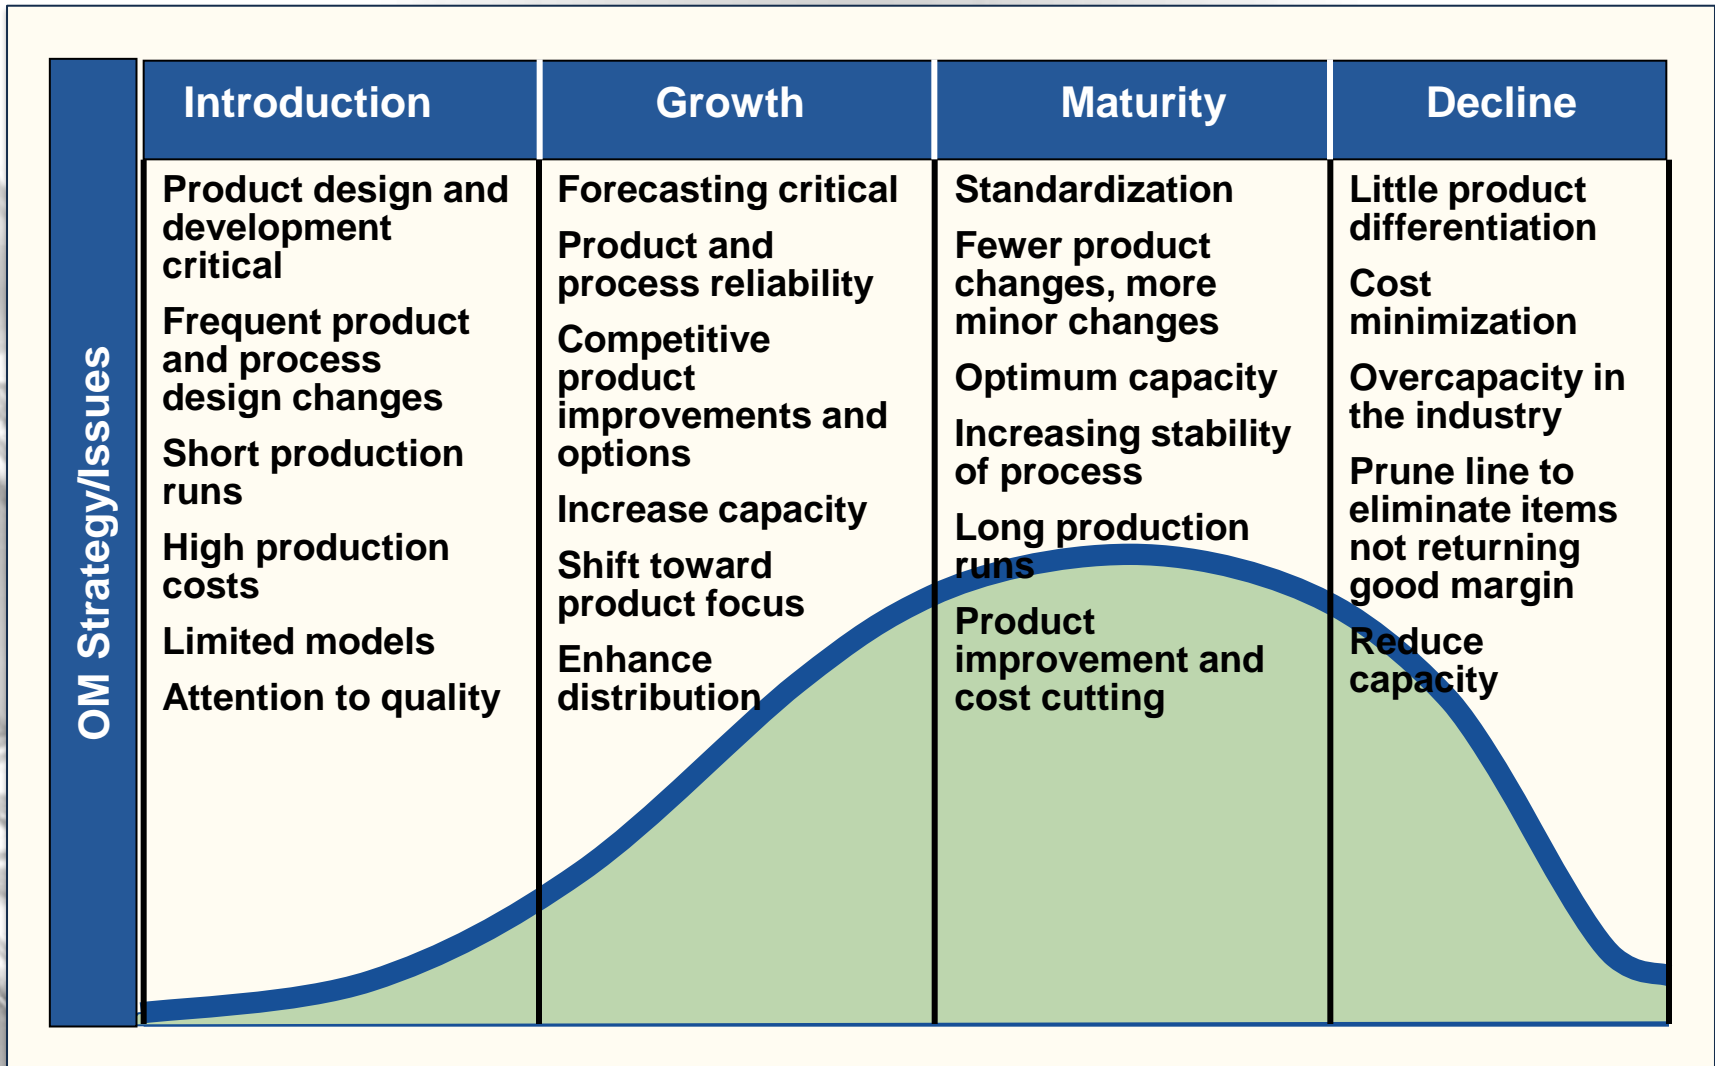 OM Strategy/Issues
Introduction
Product design and
development
critical
Frequent product
and process
design changes
Short production
runs
High production
costs
Limited models
Attention to quality
Growth
Forecasting critical
Product and
process reliability
Competitive
product
improvements and
options
Increase capacity
Shift toward
product focus
Enhance
distribution
Maturity
Standardization
Fewer product
changes, more
minor changes
Optimum capacity
Increasing stability
of process
Long production
runs
Product
improvement and
cost cutting
Decline
Little product
differentiation
Cost
minimization
Overcapacity in
the industry
Prune line to
eliminate items
not returning
good margin
Reduce
capacity